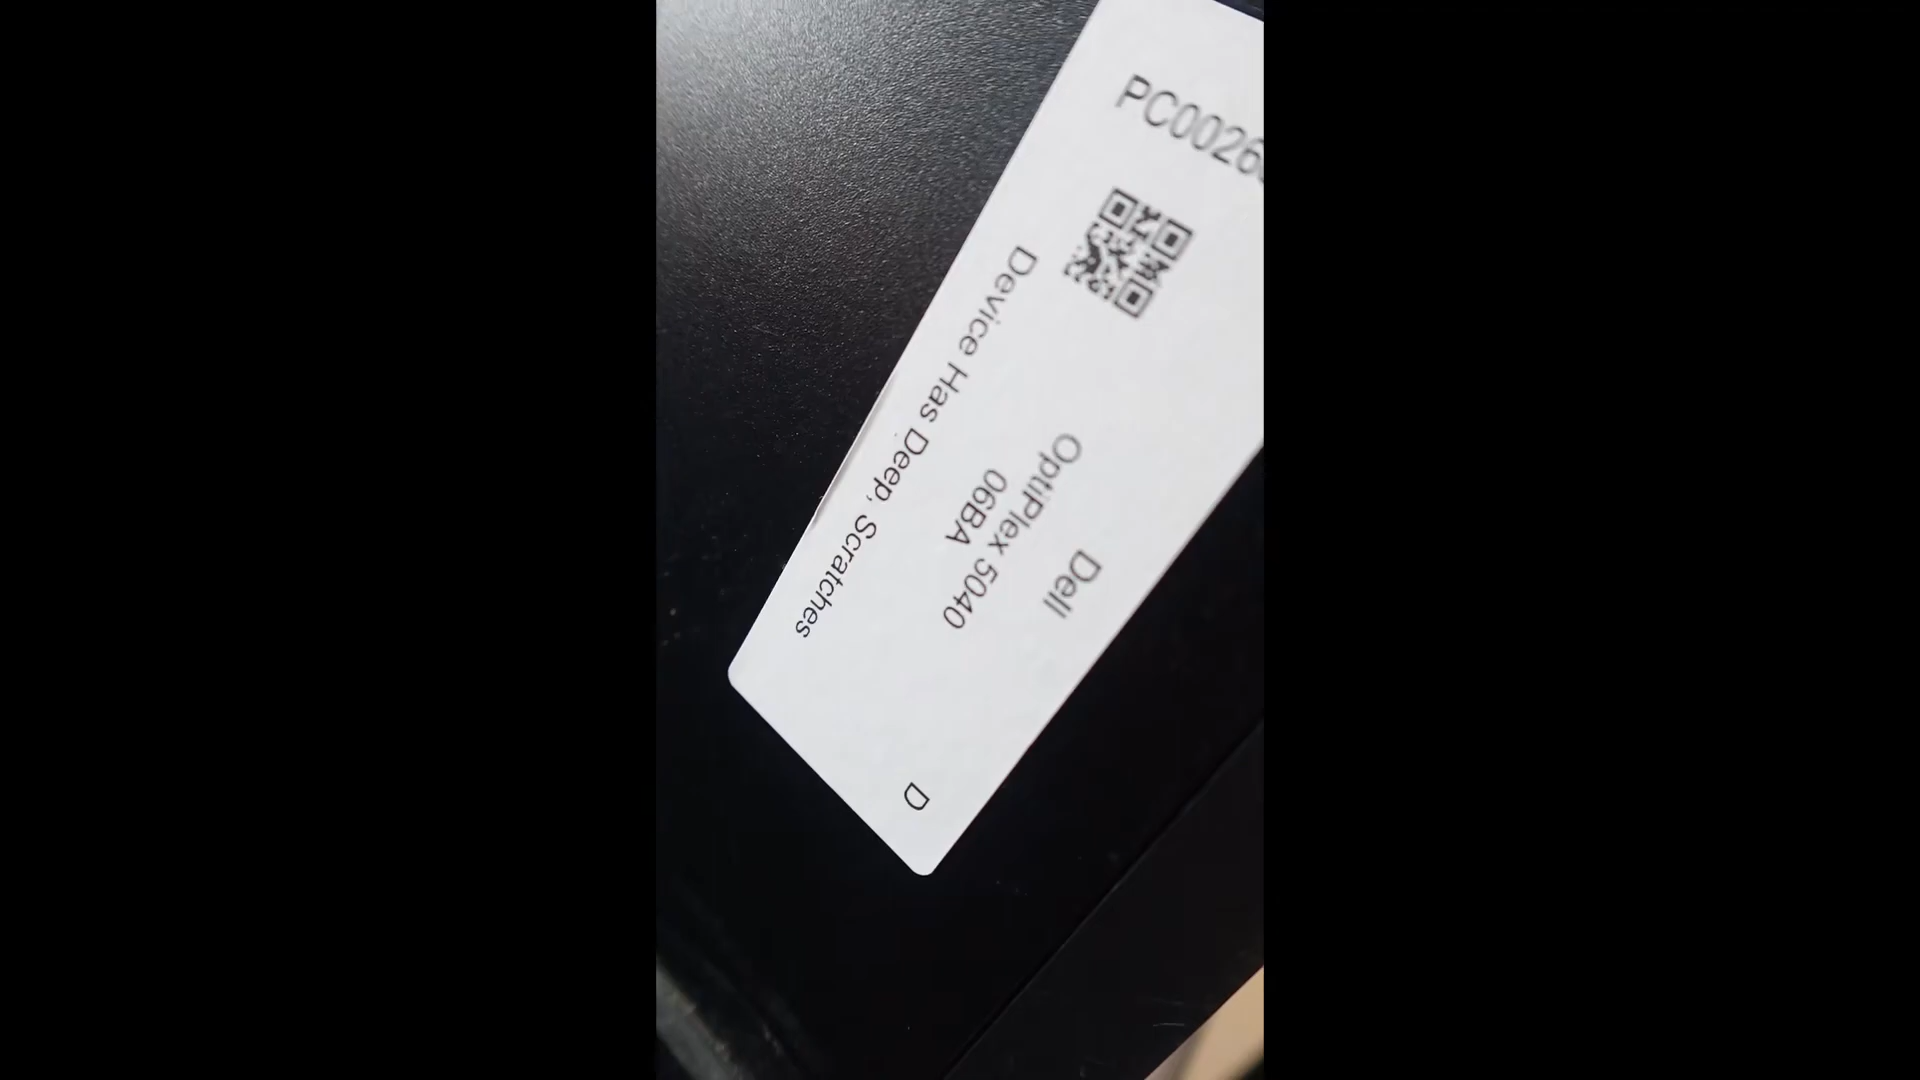 PC0026
Dell
D
OptiPlex 5040
06BA
Device Has Deep, Scratches